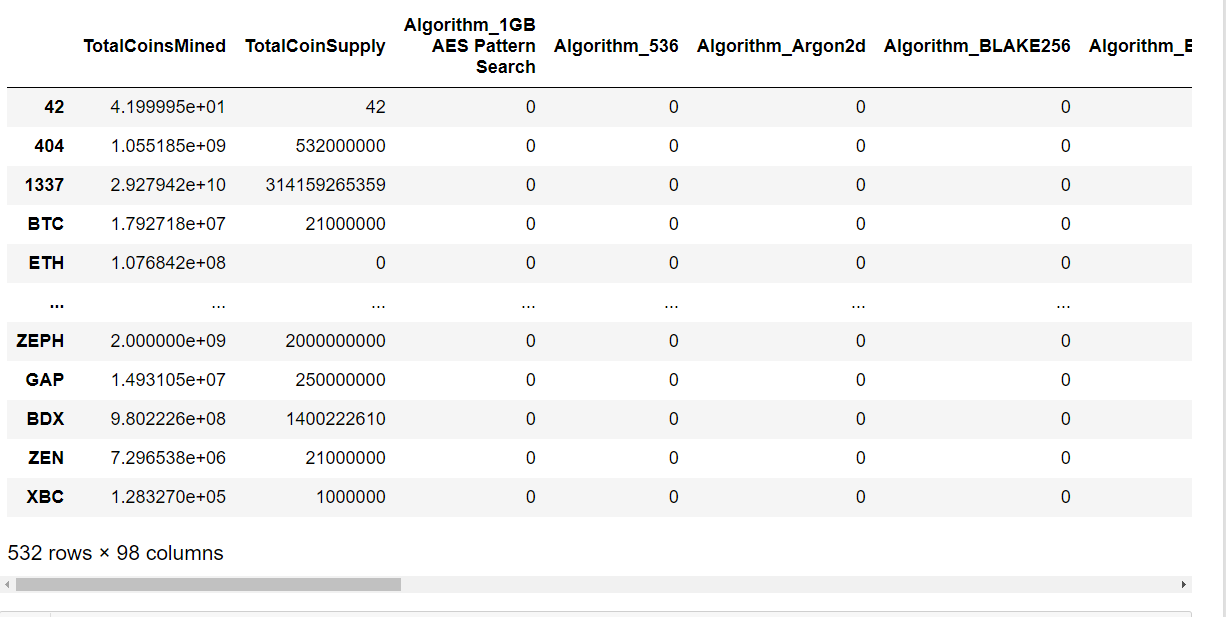 TotalCoinsMined TotalCoinSupply Algorithm_1GB AES Pattern Search Algorithm_536 Algorithm_Argon2d Algorithm_BLAKE256 Algorithm_E
42 4.199995e+01 42 0 0 0 0
404 1.055185e+09 532000000 0 0 0 0
1337 2.927942e+10 314159265359 0 0 0 0
BTC 1.792718e+07 21000000 0 0 0 0
ETH 1.076842e+08 0 0 0 0 0
... ... ... ... ... ... ...
ZEPH 2.000000e+09 2000000000 0 0 0 0
GAP 1.493105e+07 250000000 0 0 0 0
BDX 9.802226e+08 1400222610 0 0 0 0
ZEN 7.296538e+06 21000000 0 0 0 0
XBC 1.283270e+05 1000000 0 0 0 0
532 rows × 98 columns